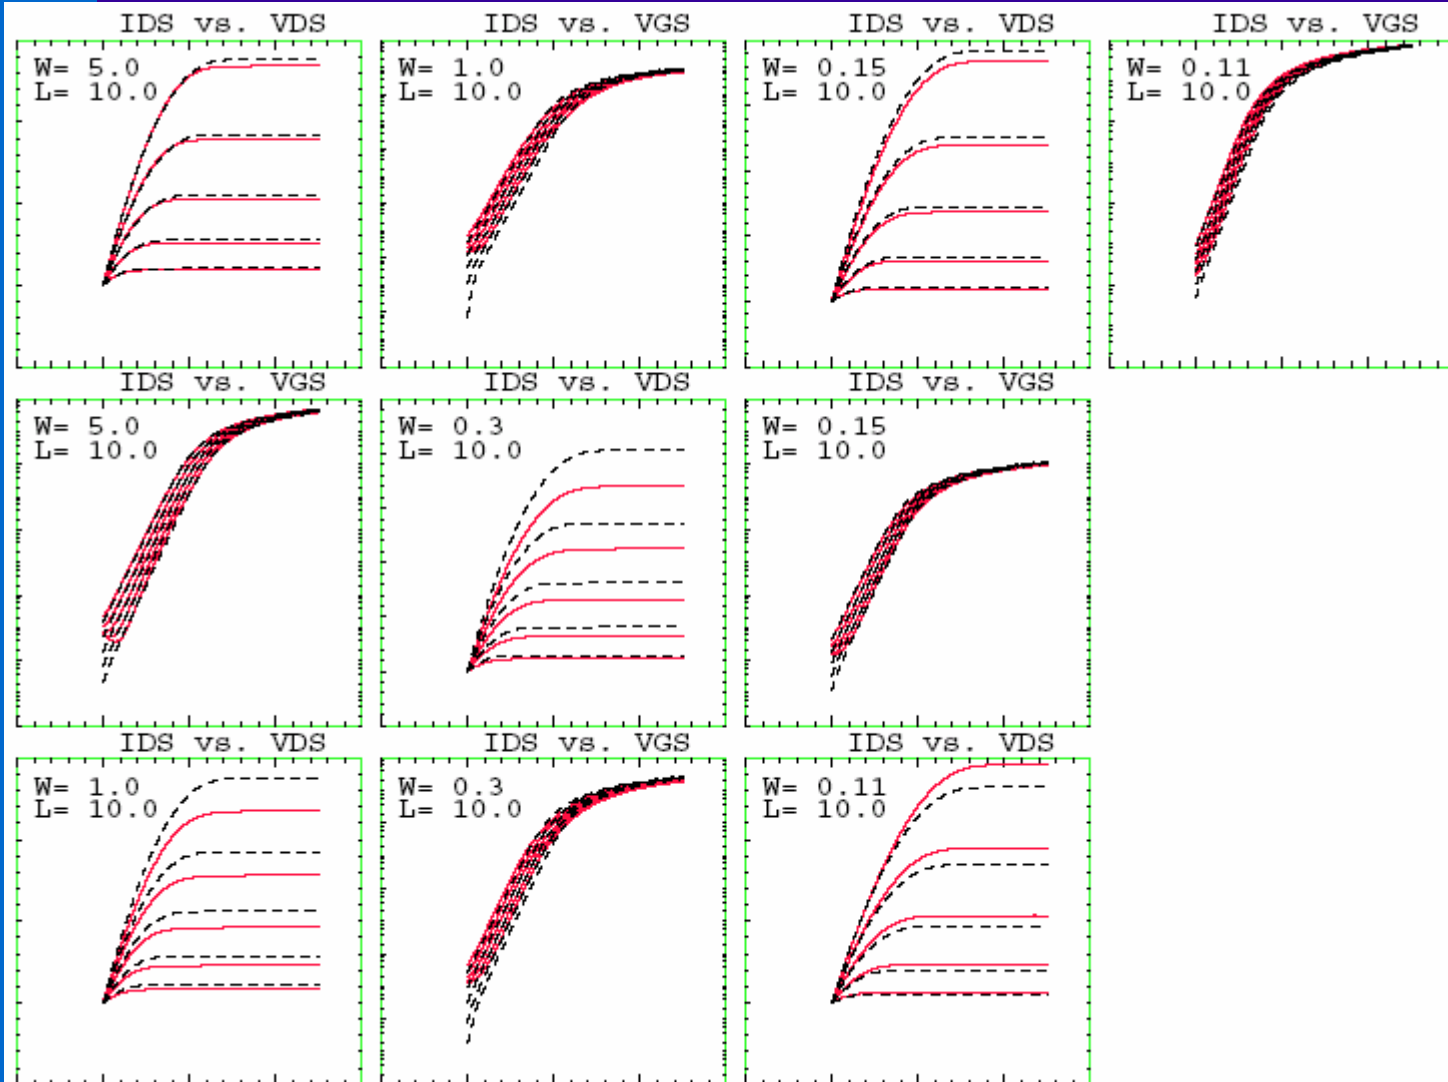 IDS vs. VDS
W= 5.0
L= 10.0
IDS vs. VGS
W= 1.0
L= 10.0
IDS vs. VDS
W= 0.15
L= 10.0
IDS vs. VGS
W= 0.11
L= 10.0
IDS vs. VGS
W= 5.0
L= 10.0
IDS vs. VDS
W= 0.3
L= 10.0
IDS vs. VGS
W= 0.15
L= 10.0
IDS vs. VDS
W= 1.0
L= 10.0
IDS vs. VGS
W= 0.3
L= 10.0
IDS vs. VDS
W= 0.11
L= 10.0